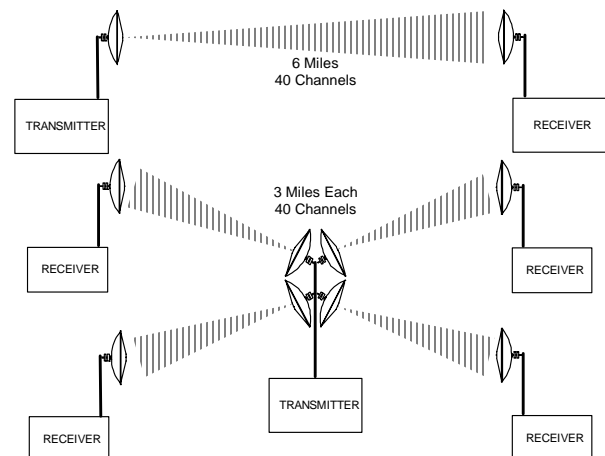 6 Miles
40 Channels
TRANSMITTER
RECEIVER
3 Miles Each
40 Channels
RECEIVER
RECEIVER
TRANSMITTER
RECEIVER
RECEIVER